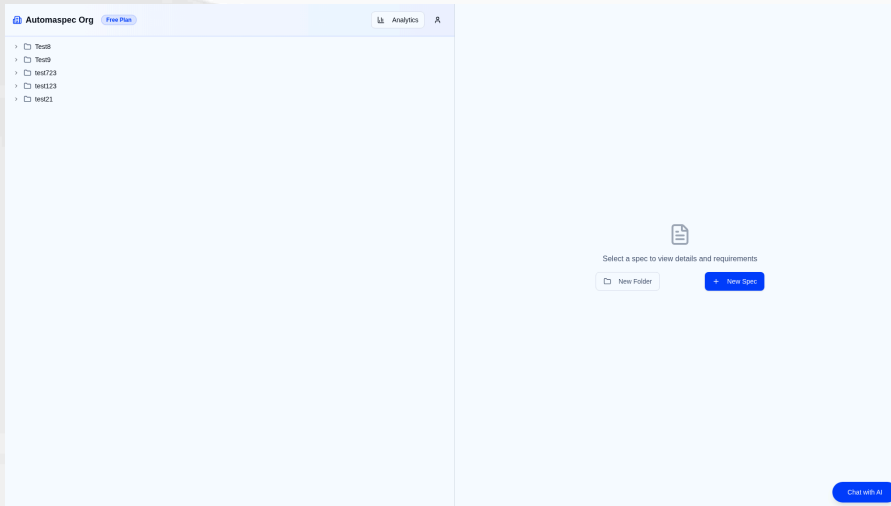 Automaspec Org
Free Plan
Analytics
Test8
Test9
test723
test123
test21
Select a spec to view details and requirements
New Folder
New Spec
Chat with AI